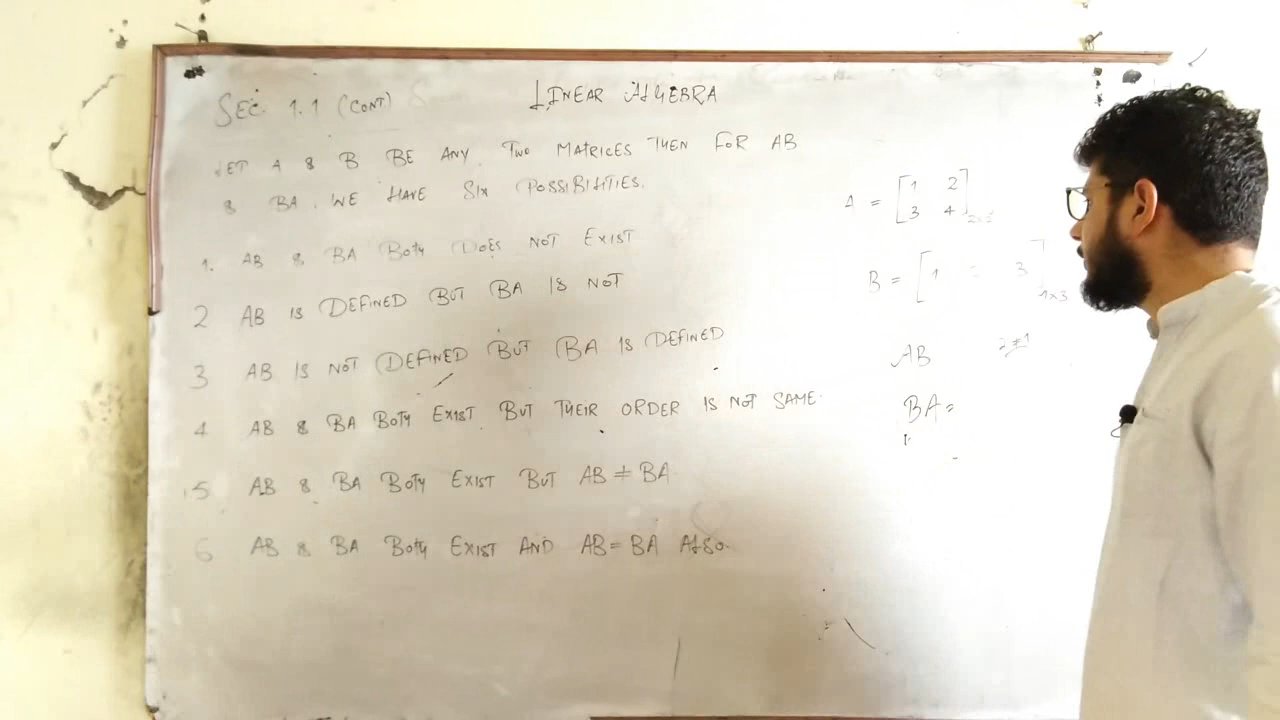 SEC 1.1 (CONT)
LINEAR ALGEBRA
LET A & B BE ANY TWO MATRICES THEN FOR AB
& BA, WE HAVE SIX POSSIBILITIES.
1. AB & BA BOTH DOES NOT EXIST
2 AB IS DEFINED BUT BA IS NOT
3 AB IS NOT DEFINED BUT BA IS DEFINED
4 AB & BA BOTH EXIST BUT THEIR ORDER IS NOT SAME.
5 AB & BA BOTH EXIST BUT AB ≠ BA
6 AB & BA BOTH EXIST AND AB = BA ALSO.
A = [1 2
3 4] 2×2
B = [1 3] 1×3
AB 2≠1
BA =